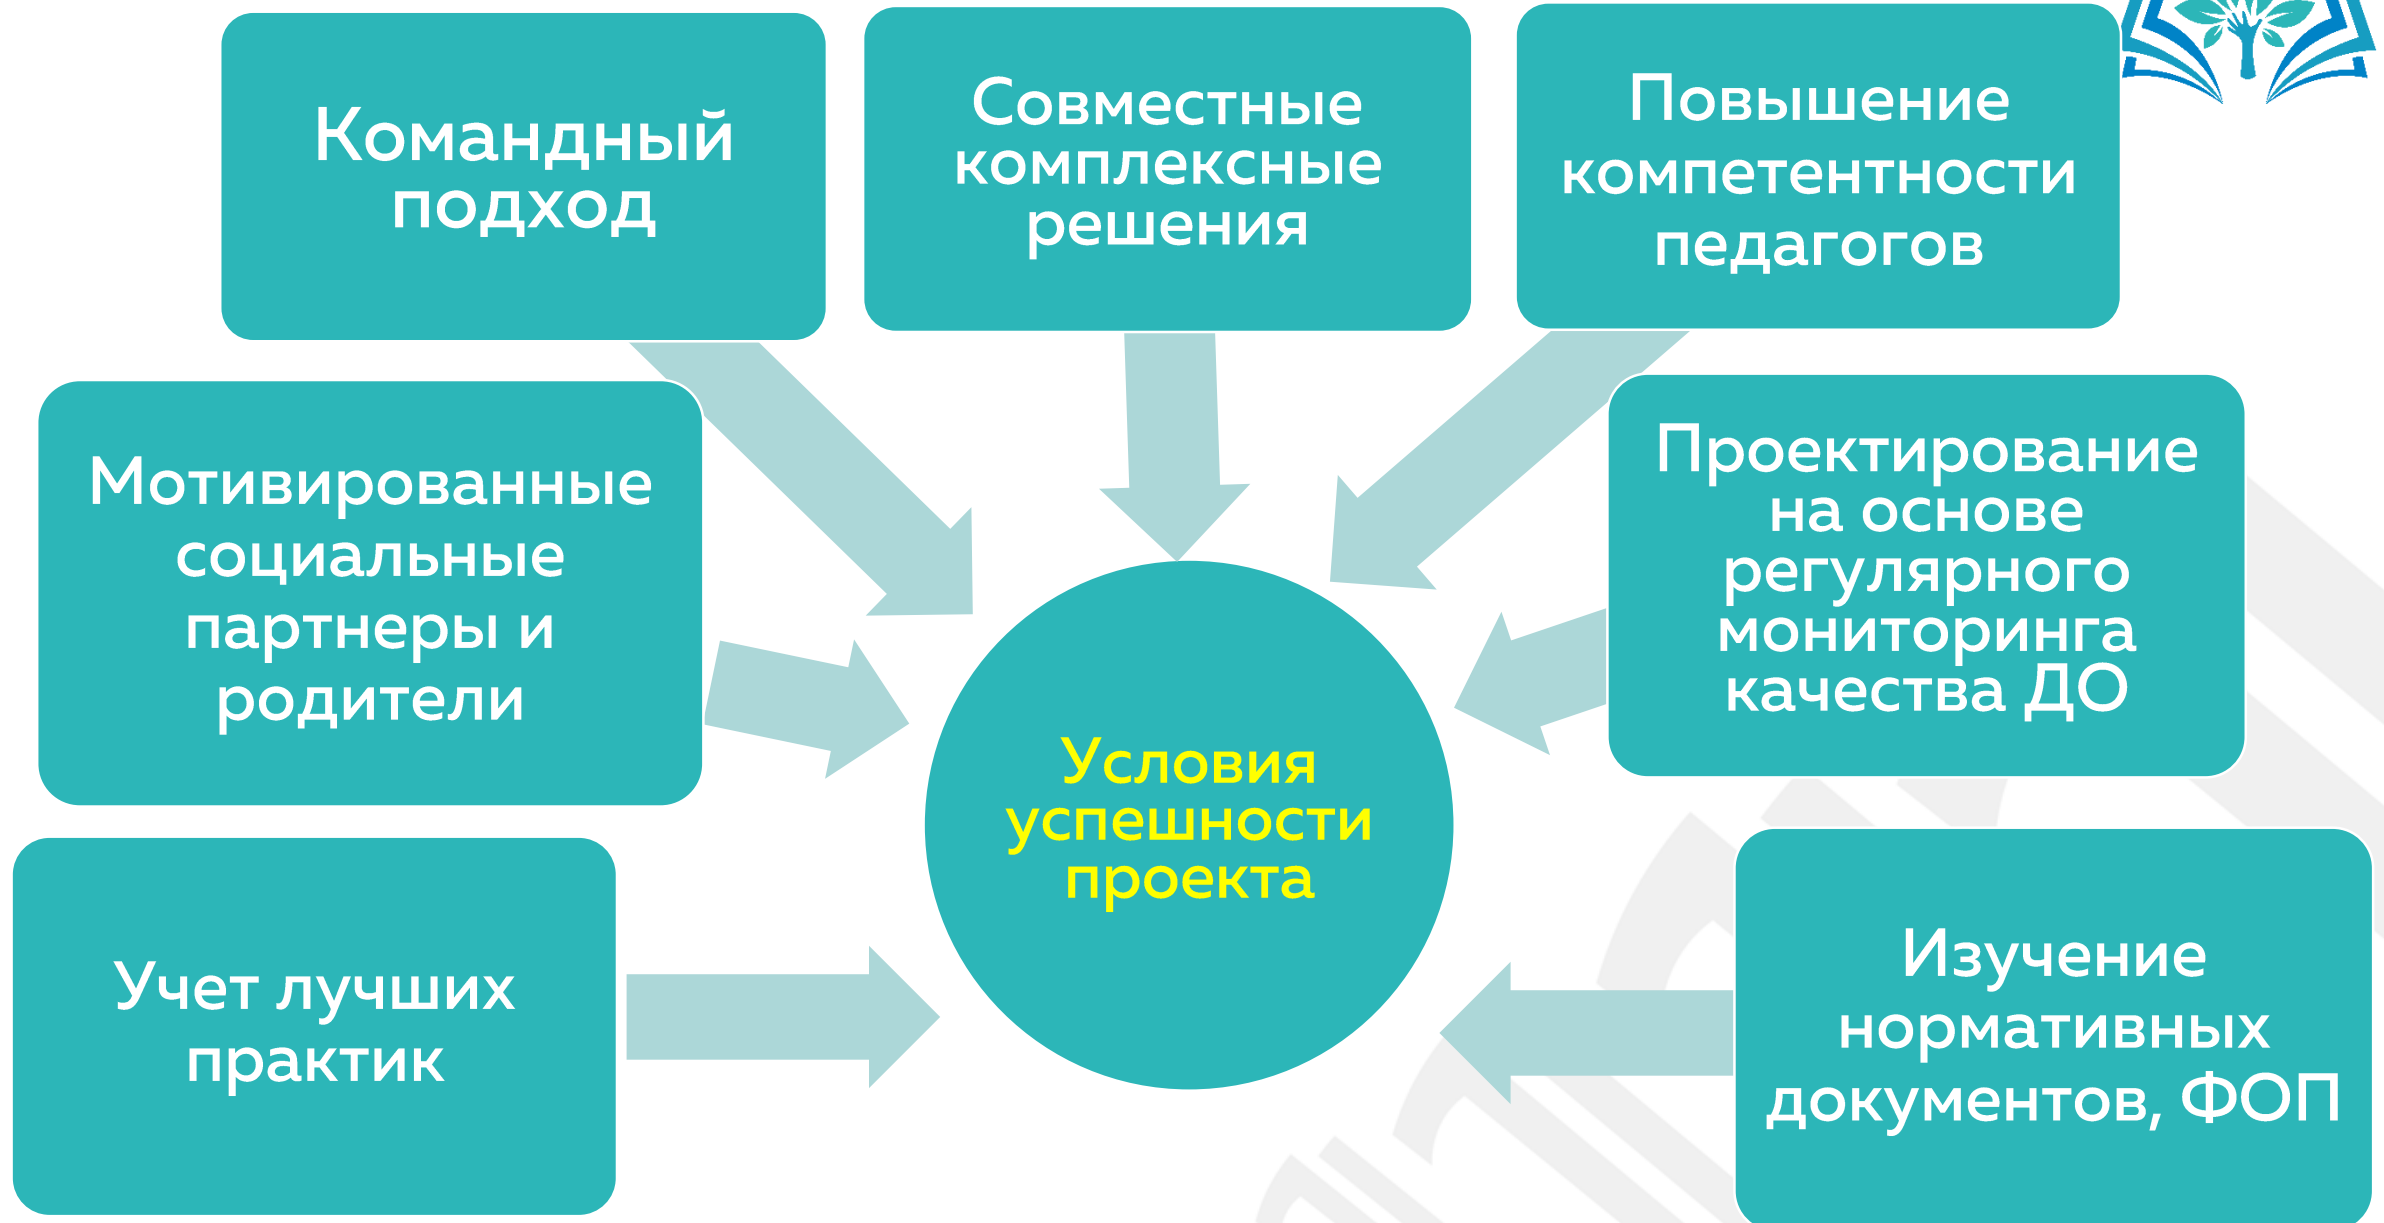 Командный
подход
Совместные
комплексные
решения
Повышение
компетентности
педагогов
Мотивированные
социальные
партнеры и
родители
Проектирование
на основе
регулярного
мониторинга
качества ДО
Условия
успешности
проекта
Учет лучших
практик
Изучение
нормативных
документов, ФОП